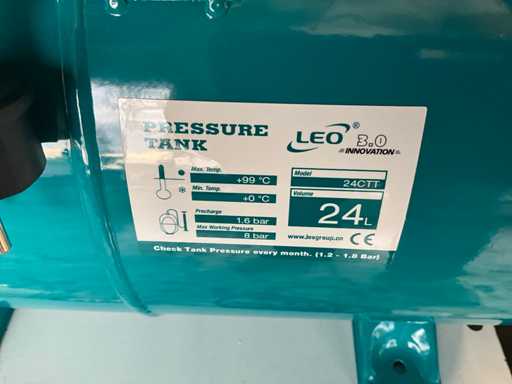 PRESSURE
TANK
LEO® 3.0
INNOVATION
Max. Temp.
+99 °C
Min. Temp.
+0 °C
Precharge
1.6 bar
Max Working Pressure
8 bar
Model
24CTT
Volume
24L
www.leogroup.cn CE
Check Tank Pressure every month. (1.2 - 1.8 Bar)